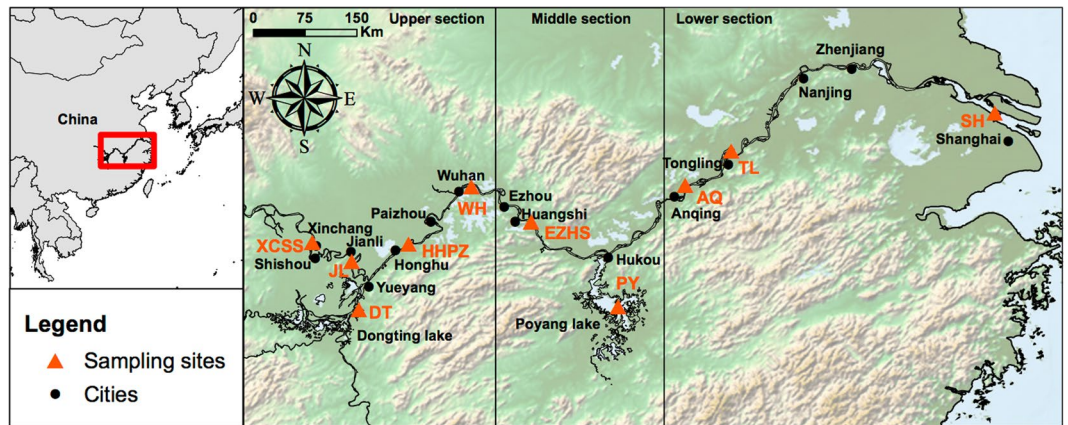 China
Legend
Sampling sites
Cities
0 75 150
Km
Upper section
Middle section
Lower section
N
W E
S
Zhenjiang
Nanjing
SH
Shanghai
Tongling
TL
Wuhan
WH
AQ
Anqing
Ezhou
Huangshi
EZHS
Paizhou
Xinchang
XCSS
Jianli
HHPZ
Honghu
Shishou
JL
Hukou
Yueyang
PY
DT
Poyang lake
Dongting lake